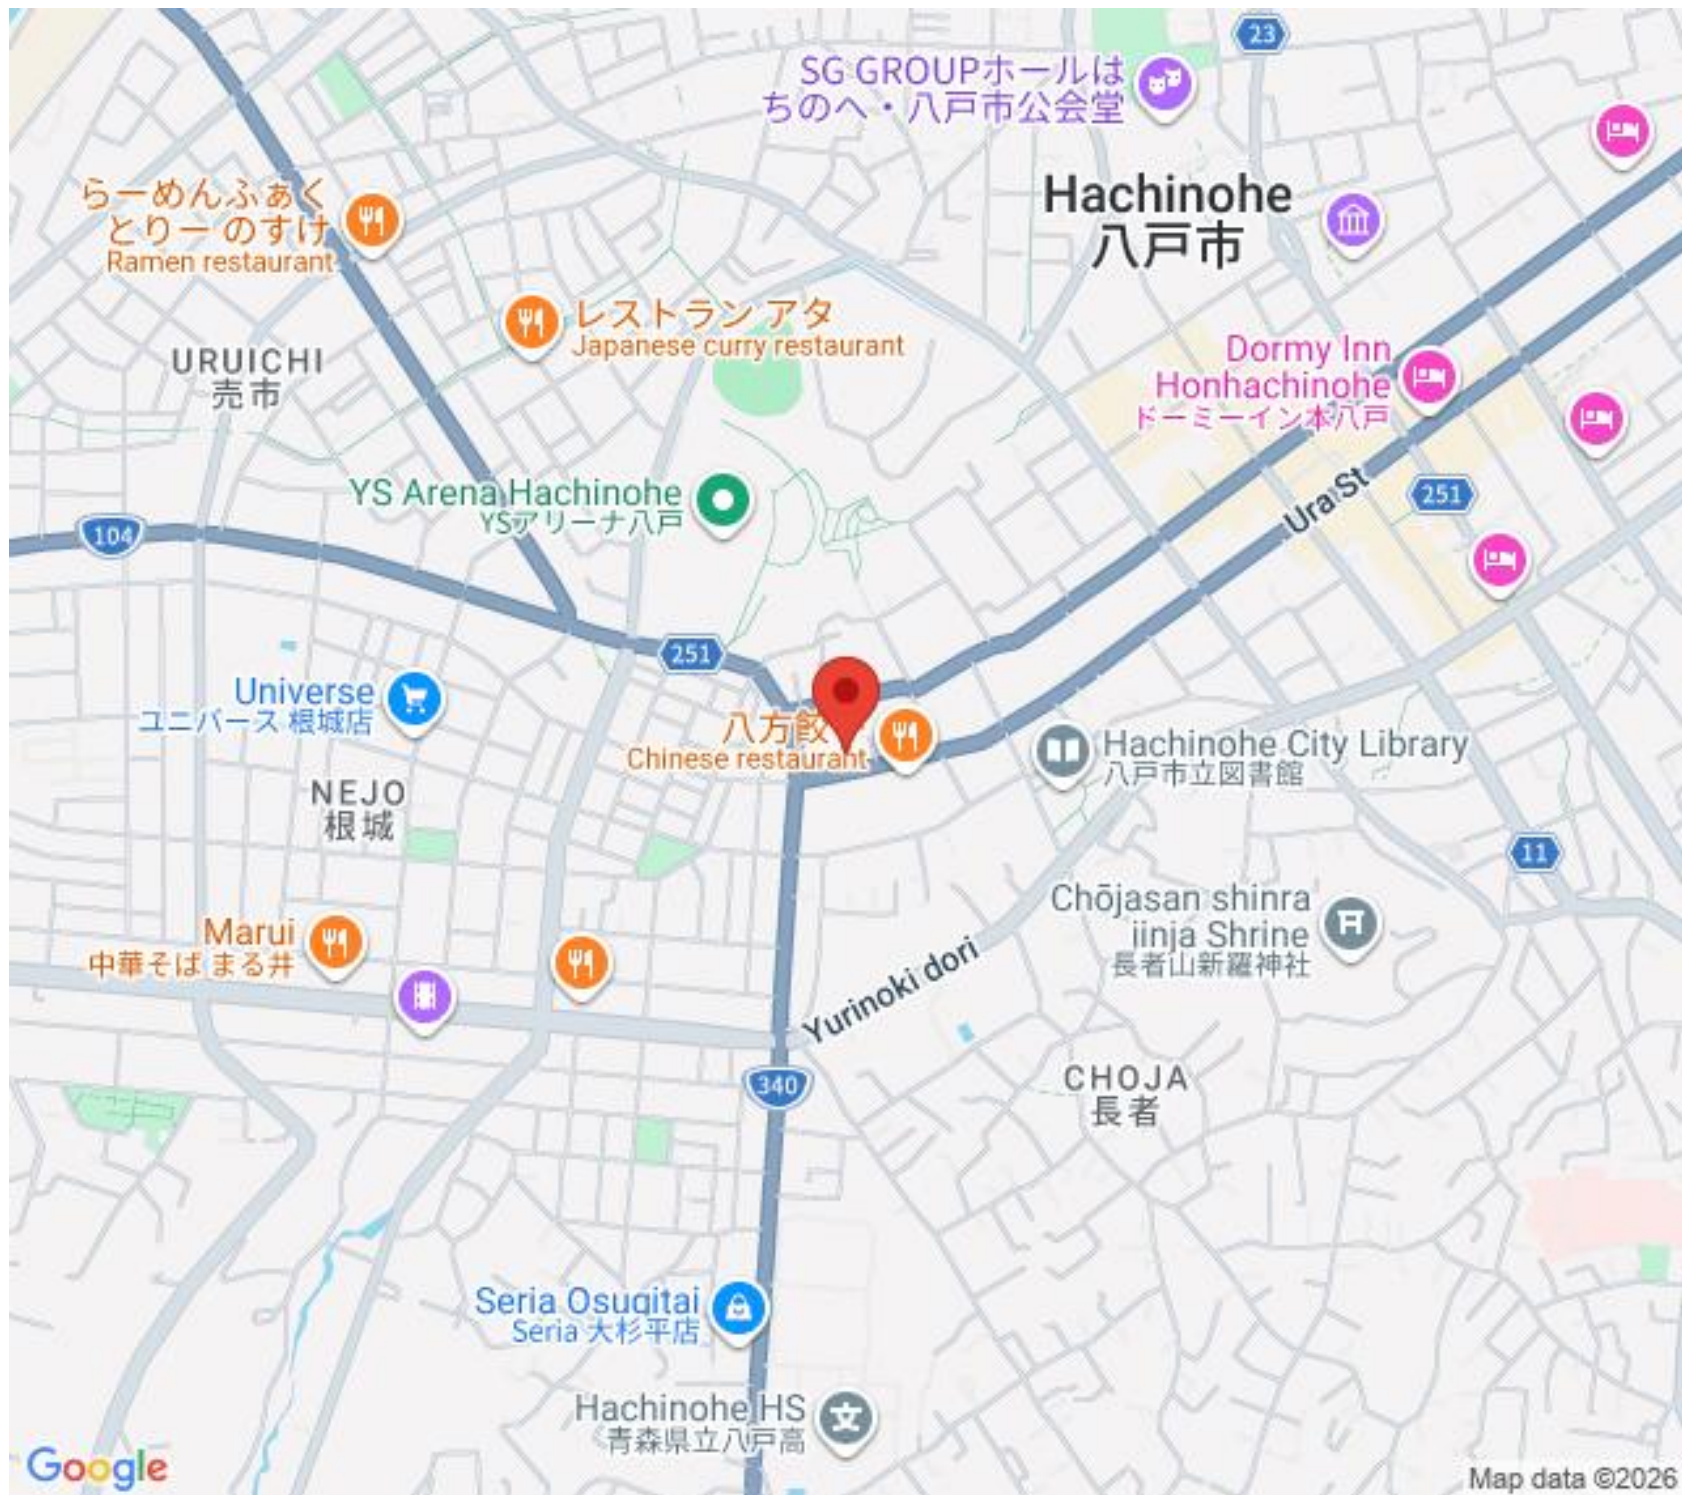 23
SG GROUPホールは
ちのへ・八戸市公会堂
Hachinohe
八戸市
らーめんふぁく
とりー のすけ
Ramen restaurant
レストラン アタ
Japanese curry restaurant
URUICHI
売市
Dormy Inn
Honhachinohe
ドーミーイン本八戸
YS Arena Hachinohe
YSアリーナ八戸
Ura St
251
104
251
Universe
ユニバース 根城店
八方餃
Chinese restaurant
Hachinohe City Library
八戸市立図書館
NEJO
根城
11
Chōjasan shinra
jinja Shrine
長者山新羅神社
Marui
中華そば まる井
Yurinoki dori
340
CHOJA
長者
Seria Osugitai
Seria 大杉平店
Hachinohe HS
青森県立八戸高
Google
Map data ©2026